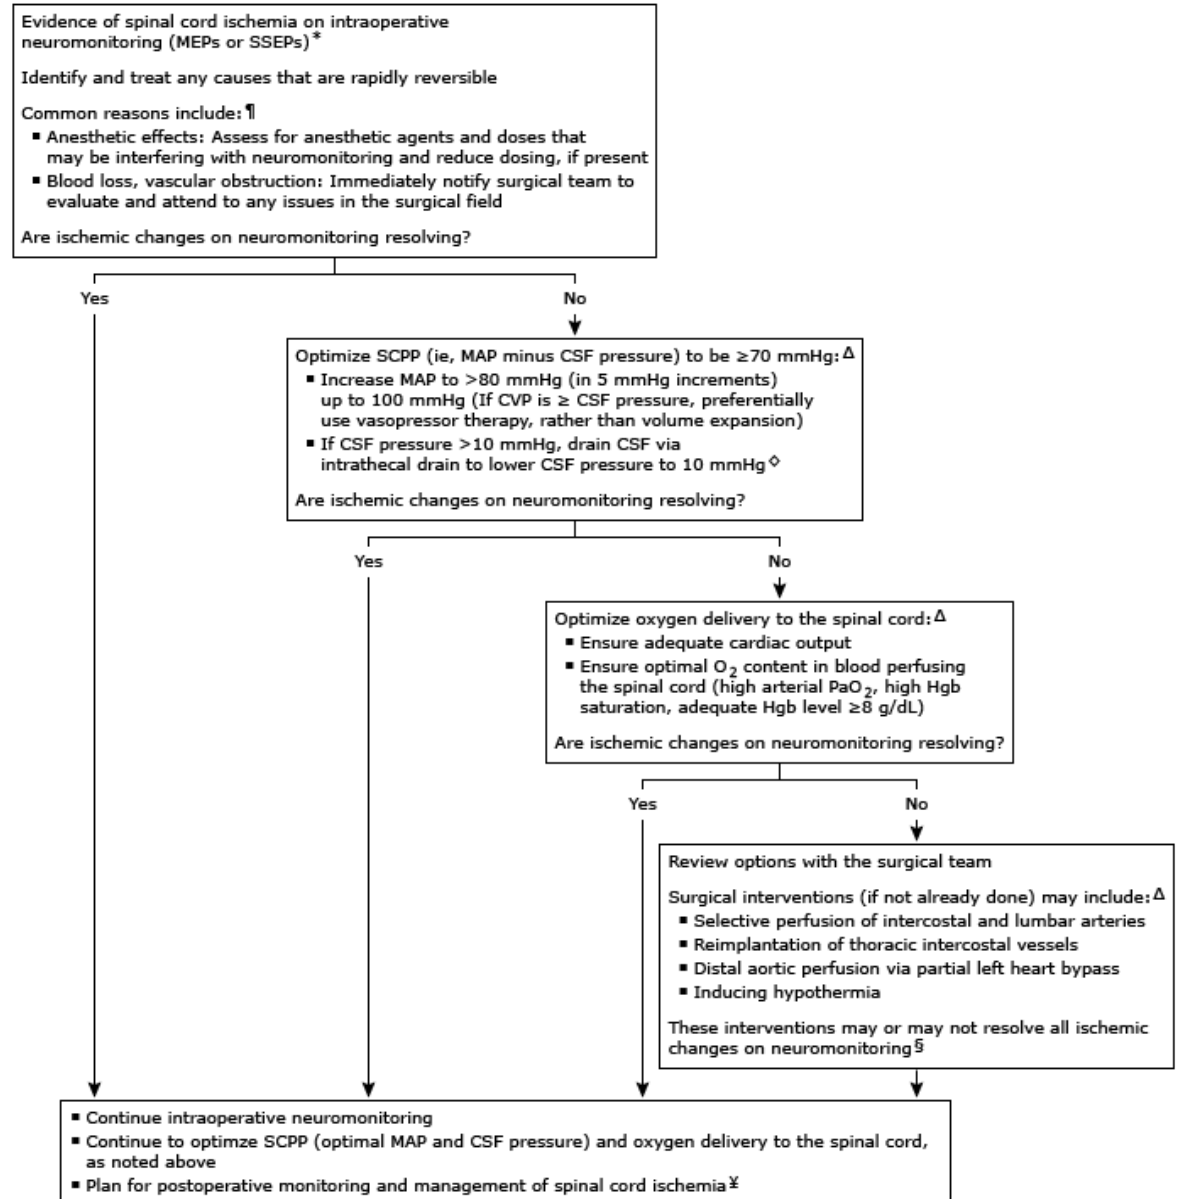 Evidence of spinal cord ischemia on intraoperative
neuromonitoring (MEPs or SSEPs)*
Identify and treat any causes that are rapidly reversible
Common reasons include:¶
▪ Anesthetic effects: Assess for anesthetic agents and doses that
may be interfering with neuromonitoring and reduce dosing, if present
▪ Blood loss, vascular obstruction: Immediately notify surgical team to
evaluate and attend to any issues in the surgical field
Are ischemic changes on neuromonitoring resolving?
Yes
No
Optimize SCPP (ie, MAP minus CSF pressure) to be ≥70 mmHg:Δ
▪ Increase MAP to >80 mmHg (in 5 mmHg increments)
up to 100 mmHg (If CVP is ≥ CSF pressure, preferentially
use vasopressor therapy, rather than volume expansion)
▪ If CSF pressure >10 mmHg, drain CSF via
intrathecal drain to lower CSF pressure to 10 mmHg◇
Are ischemic changes on neuromonitoring resolving?
Yes
No
Optimize oxygen delivery to the spinal cord:Δ
▪ Ensure adequate cardiac output
▪ Ensure optimal O2 content in blood perfusing
the spinal cord (high arterial PaO2, high Hgb
saturation, adequate Hgb level ≥8 g/dL)
Are ischemic changes on neuromonitoring resolving?
Yes
No
Review options with the surgical team
Surgical interventions (if not already done) may include:Δ
▪ Selective perfusion of intercostal and lumbar arteries
▪ Reimplantation of thoracic intercostal vessels
▪ Distal aortic perfusion via partial left heart bypass
▪ Inducing hypothermia
These interventions may or may not resolve all ischemic
changes on neuromonitoring§
▪ Continue intraoperative neuromonitoring
▪ Continue to optimze SCPP (optimal MAP and CSF pressure) and oxygen delivery to the spinal cord,
as noted above
▪ Plan for postoperative monitoring and management of spinal cord ischemia¥